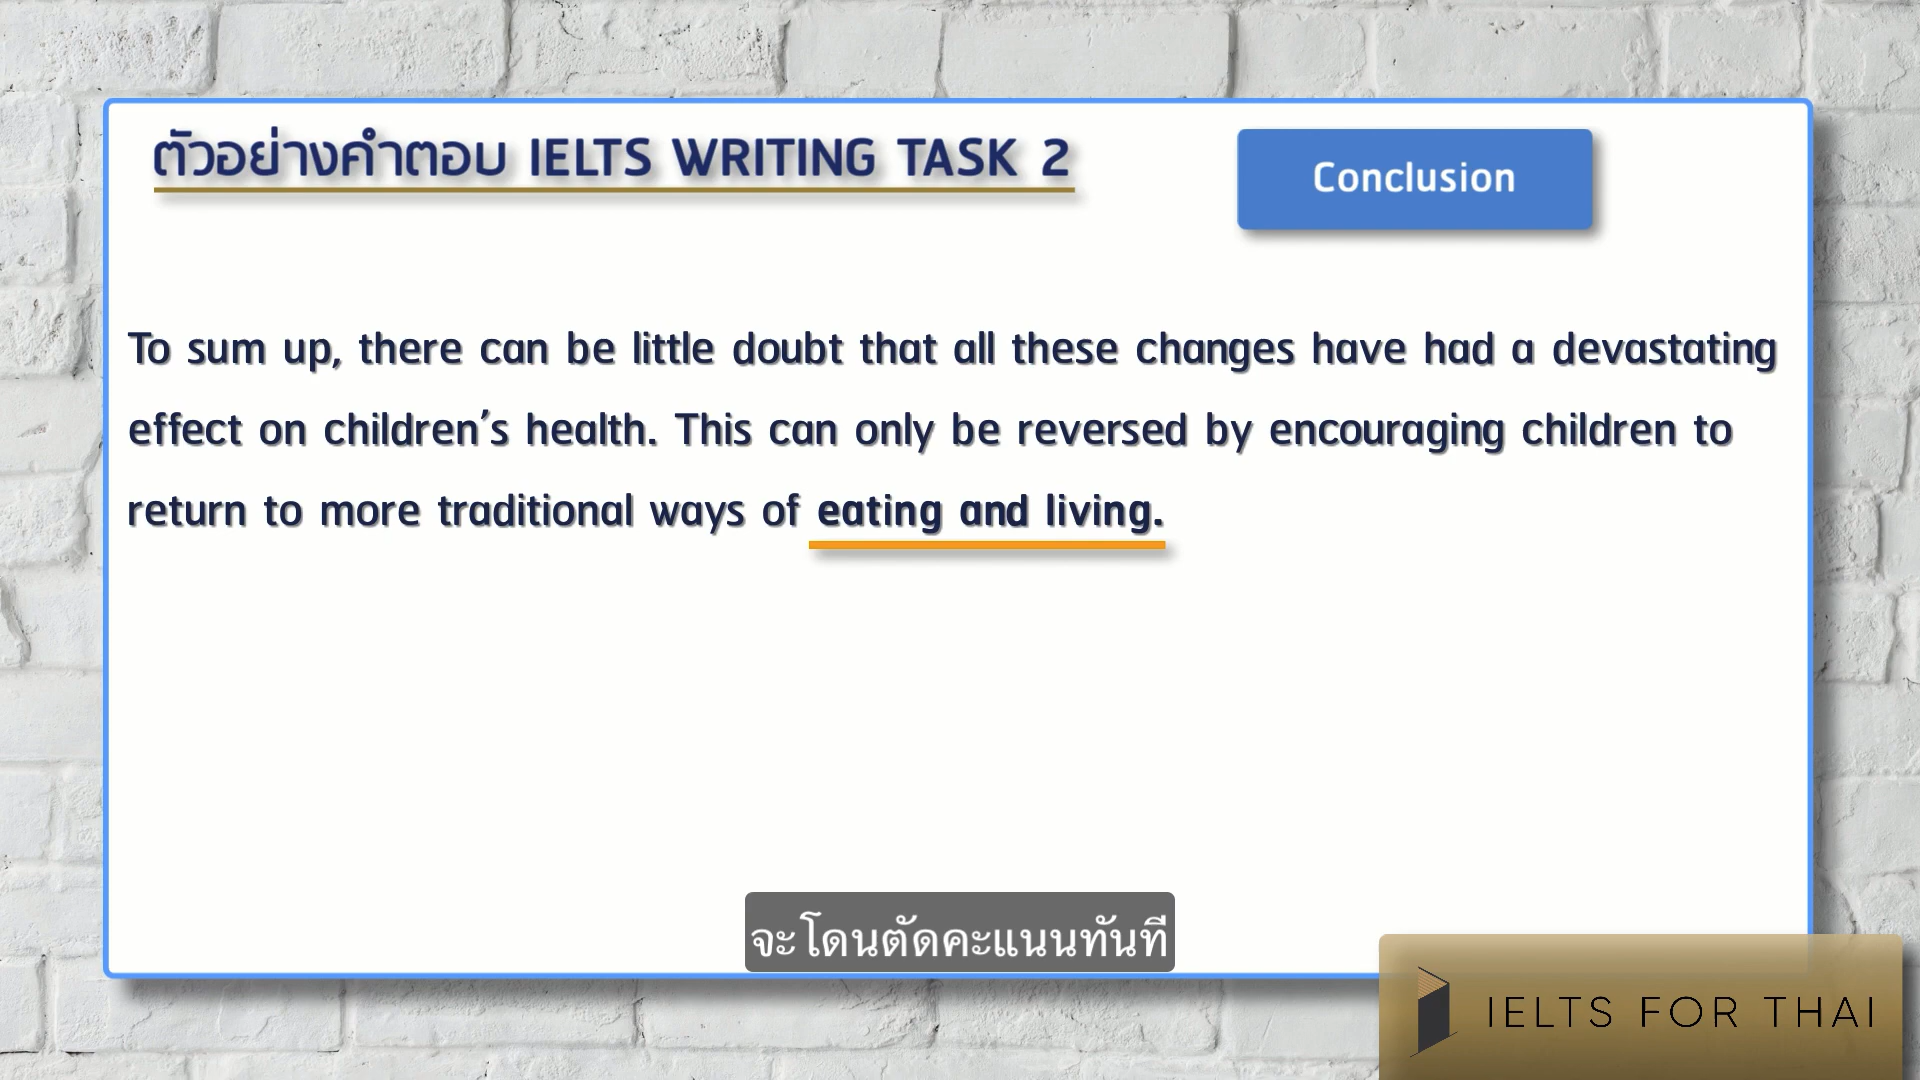 ตัวอย่างคำตอบ IELTS WRITING TASK 2
Conclusion
To sum up, there can be little doubt that all these changes have had a devastating
effect on children’s health. This can only be reversed by encouraging children to
return to more traditional ways of eating and living.
จะโดนตัดคะแนนทันที
IELTS FOR THAI